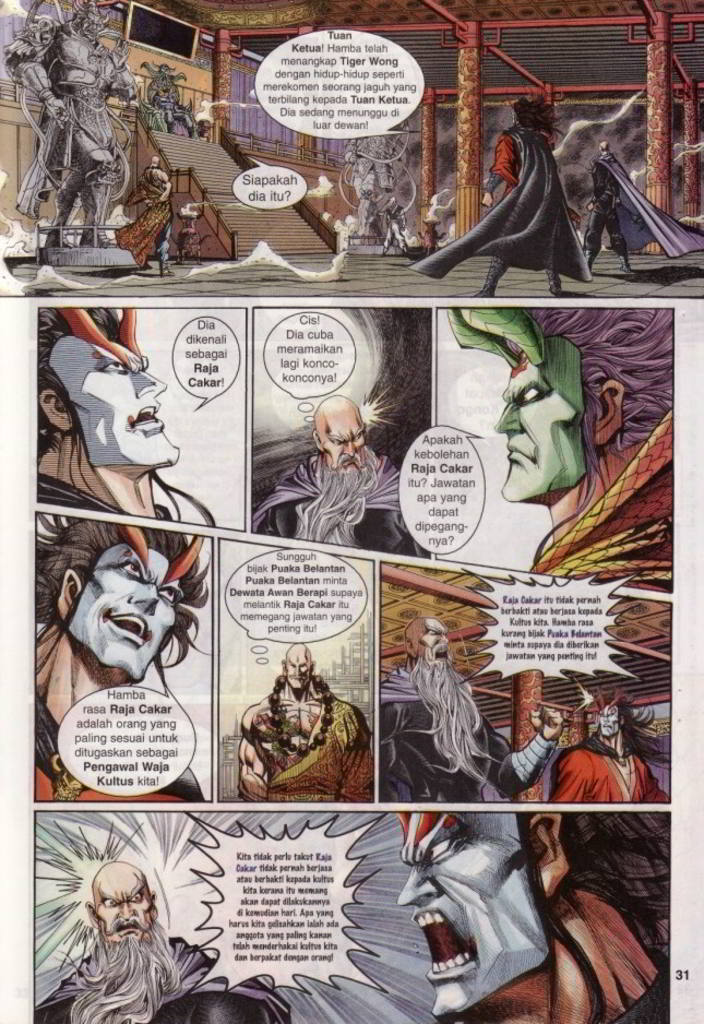 Tuan
Ketua! Hamba telah
menangkap Tiger Wong
dengan hidup-hidup seperti
merekomen seorang jaguh yang
terbilang kepada Tuan Ketua.
Dia sedang menunggu di
luar dewan!
Siapakah
dia itu?
Dia
dikenali
sebagai
Raja
Cakar!
Cis!
Dia cuba
meramaikan
lagi konco-
konconya!
Apakah
kebolehan
Raja Cakar
itu? Jawatan
apa yang
dapat
dipegang-
nya?
Hamba
rasa Raja Cakar
adalah orang yang
paling sesuai untuk
ditugaskan sebagai
Pengawal Waja
Kultus kita!
Sungguh
bijak Puaka Belantan
Puaka Belantan minta
Dewata Awan Berapi supaya
melantik Raja Cakar itu
memegang jawatan yang
penting itu!
Raja Cakar itu tidak pernah
berbakti atau berjasa kepada
Kultus kita. Hamba rasa
kurang bijak Puaka Belantan
minta supaya dia diberikan
jawatan yang penting itu!
Kita tidak perlu takut Raja
Cakar tidak pernah berjasa
atau berbakti kepada kultus
kita kerana itu memang
akan dapat dilakukannya
di kemudian hari. Apa yang
harus kita gelisahkan ialah ada
anggota yang paling kanan
telah menderhakai kultus kita
dan berpakat dengan orang!
31